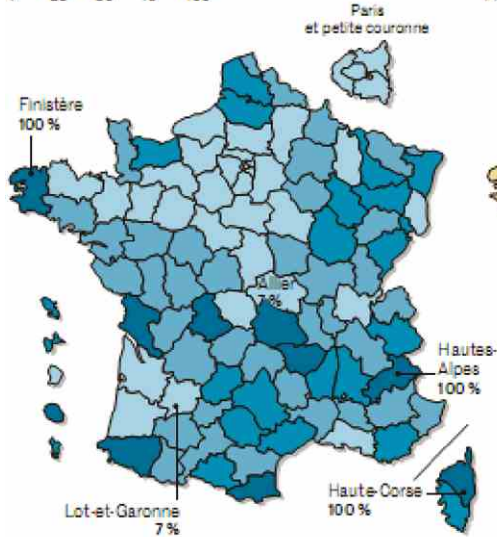 Paris
et petite couronne
Finistère
100 %
Allier
7 %
Hautes-
Alpes
100 %
Haute-Corse
100 %
Lot-et-Garonne
7 %